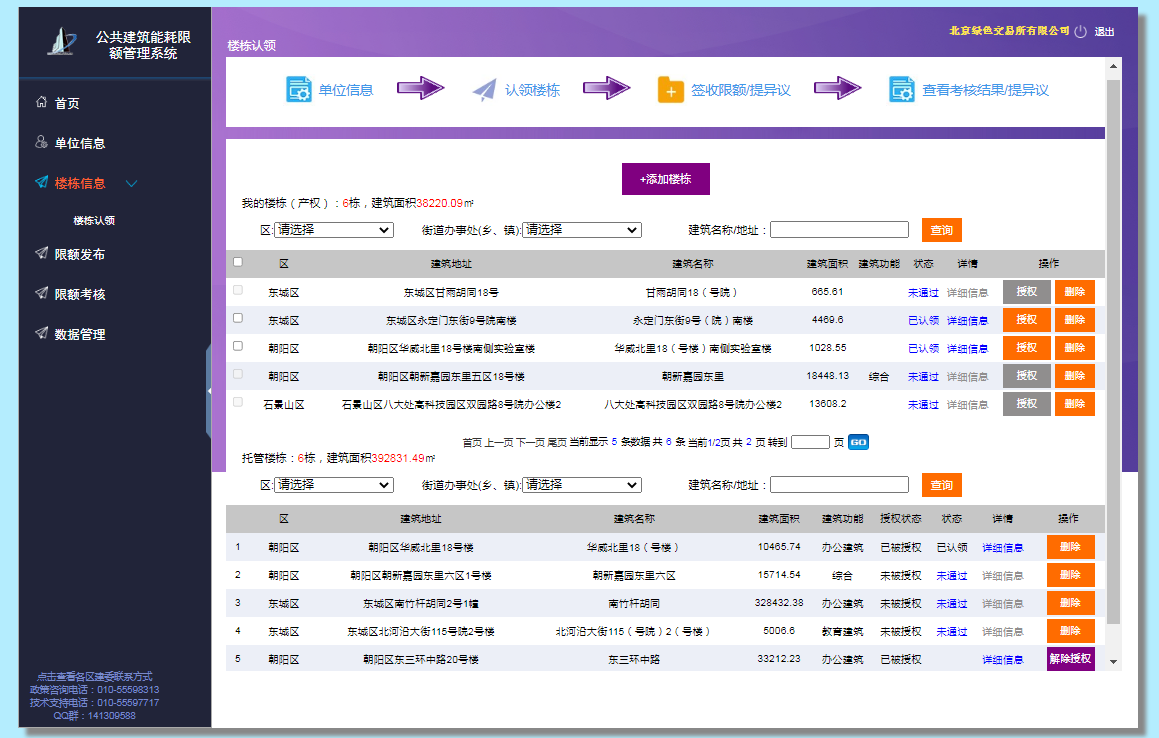 公共建筑能耗限
额管理系统
首页
单位信息
楼栋信息
楼栋认领
限额发布
限额考核
数据管理
点击查看各区建委联系方式
政策咨询电话：010-55598313
技术支持电话：010-55597717
QQ群：141309588
楼栋认领
北京绿色交易所有限公司 退出
单位信息 认领楼栋 签收限额/提异议 查看考核结果/提异议
+添加楼栋
我的楼栋（产权）：6栋，建筑面积38220.09㎡
区: 请选择 街道办事处(乡、镇): 请选择 建筑名称/地址： 查询
区 建筑地址 建筑名称 建筑面积 建筑功能 状态 详情 操作
东城区 东城区甘雨胡同18号 甘雨胡同18（号院） 665.61 未通过 详细信息 授权 删除
东城区 东城区永定门东街9号院南楼 永定门东街9号（院）南楼 4469.6 已认领 详细信息 授权 删除
朝阳区 朝阳区华威北里18号楼南侧实验室楼 华威北里18（号楼）南侧实验室楼 1028.55 已认领 详细信息 授权 删除
朝阳区 朝阳区朝新嘉园东里五区18号楼 朝新嘉园东里 18448.13 综合 未通过 详细信息 授权 删除
石景山区 石景山区八大处高科技园区双园路8号院办公楼2 八大处高科技园区双园路8号院办公楼2 13608.2 未通过 详细信息 授权 删除
首页 上一页 下一页 尾页 当前显示 5 条数据 共 6 条 当前1/2页 共 2 页 转到 页 GO
托管楼栋：6栋，建筑面积392831.49㎡
区: 请选择 街道办事处(乡、镇): 请选择 建筑名称/地址： 查询
区 建筑地址 建筑名称 建筑面积 建筑功能 授权状态 状态 详情 操作
1 朝阳区 朝阳区华威北里18号楼 华威北里18（号楼） 10465.74 办公建筑 已被授权 已认领 详细信息 删除
2 朝阳区 朝阳区朝新嘉园东里六区1号楼 朝新嘉园东里六区 15714.54 综合 未被授权 未通过 详细信息 删除
3 东城区 东城区南竹杆胡同2号1幢 南竹杆胡同 328432.38 办公建筑 未被授权 未通过 详细信息 删除
4 东城区 东城区北河沿大街115号院2号楼 北河沿大街115（号院）2（号楼） 5006.6 教育建筑 未被授权 未通过 详细信息 删除
5 朝阳区 朝阳区东三环中路20号楼 东三环中路 33212.23 办公建筑 已被授权 详细信息 解除授权